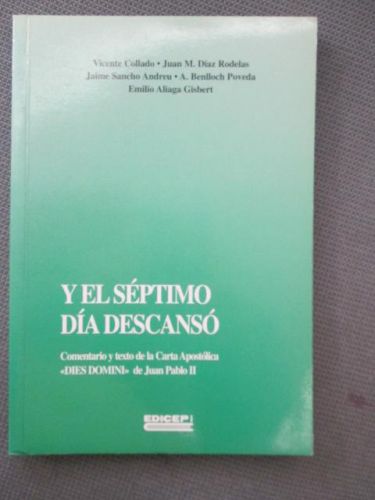 Vicente Collado • Juan M. Díaz Rodelas
Jaime Sancho Andreu • A. Benlloch Poveda
Emilio Aliaga Gisbert
Y EL SÉPTIMO
DÍA DESCANSÓ
Comentario y texto de la Carta Apostólica
«DIES DOMINI» de Juan Pablo II
EDICEP